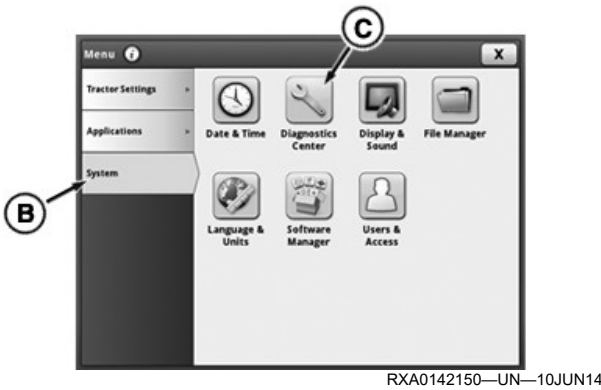 C
Menu i
X
Tractor Settings
Applications
System
B
Date & Time
Diagnostics
Center
Display &
Sound
File Manager
Language &
Units
Software
Manager
Users &
Access
RXA0142150—UN—10JUN14